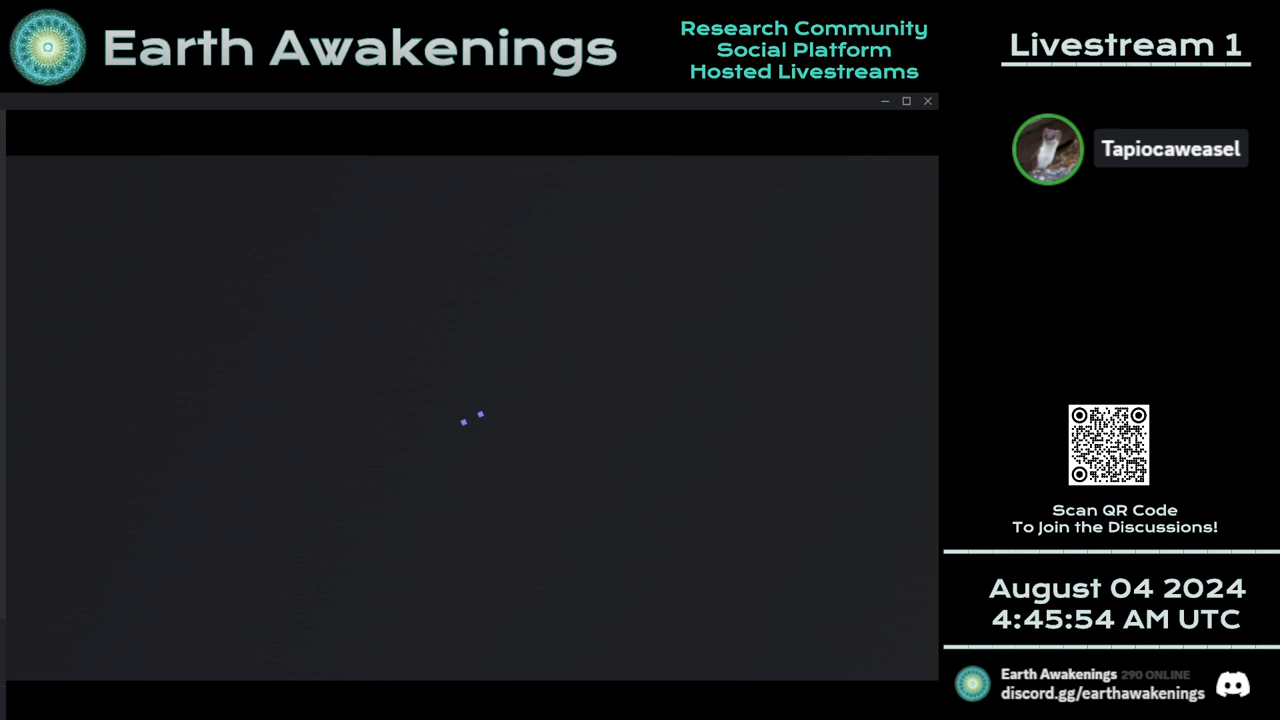 Earth Awakenings
Research Community
Social Platform
Hosted Livestreams
Livestream 1
Tapiocaweasel
Scan QR Code
To Join the Discussions!
August 04 2024
4:45:54 AM UTC
Earth Awakenings 290 ONLINE
discord.gg/earthawakenings